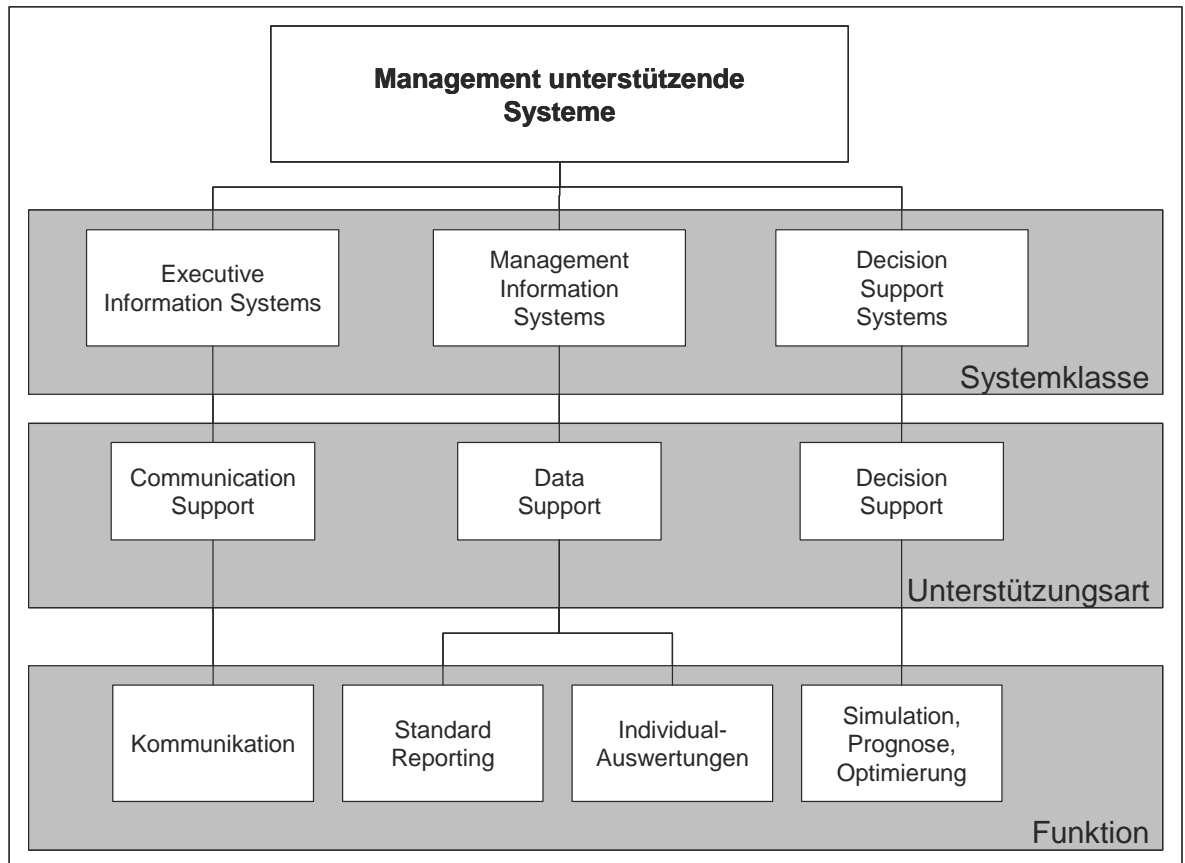 Management unterstützende
Systeme
Executive
Information Systems
Management
Information
Systems
Decision
Support
Systems
Systemklasse
Communication
Support
Data
Support
Decision
Support
Unterstützungsart
Kommunikation
Standard
Reporting
Individual-
Auswertungen
Simulation,
Prognose,
Optimierung
Funktion